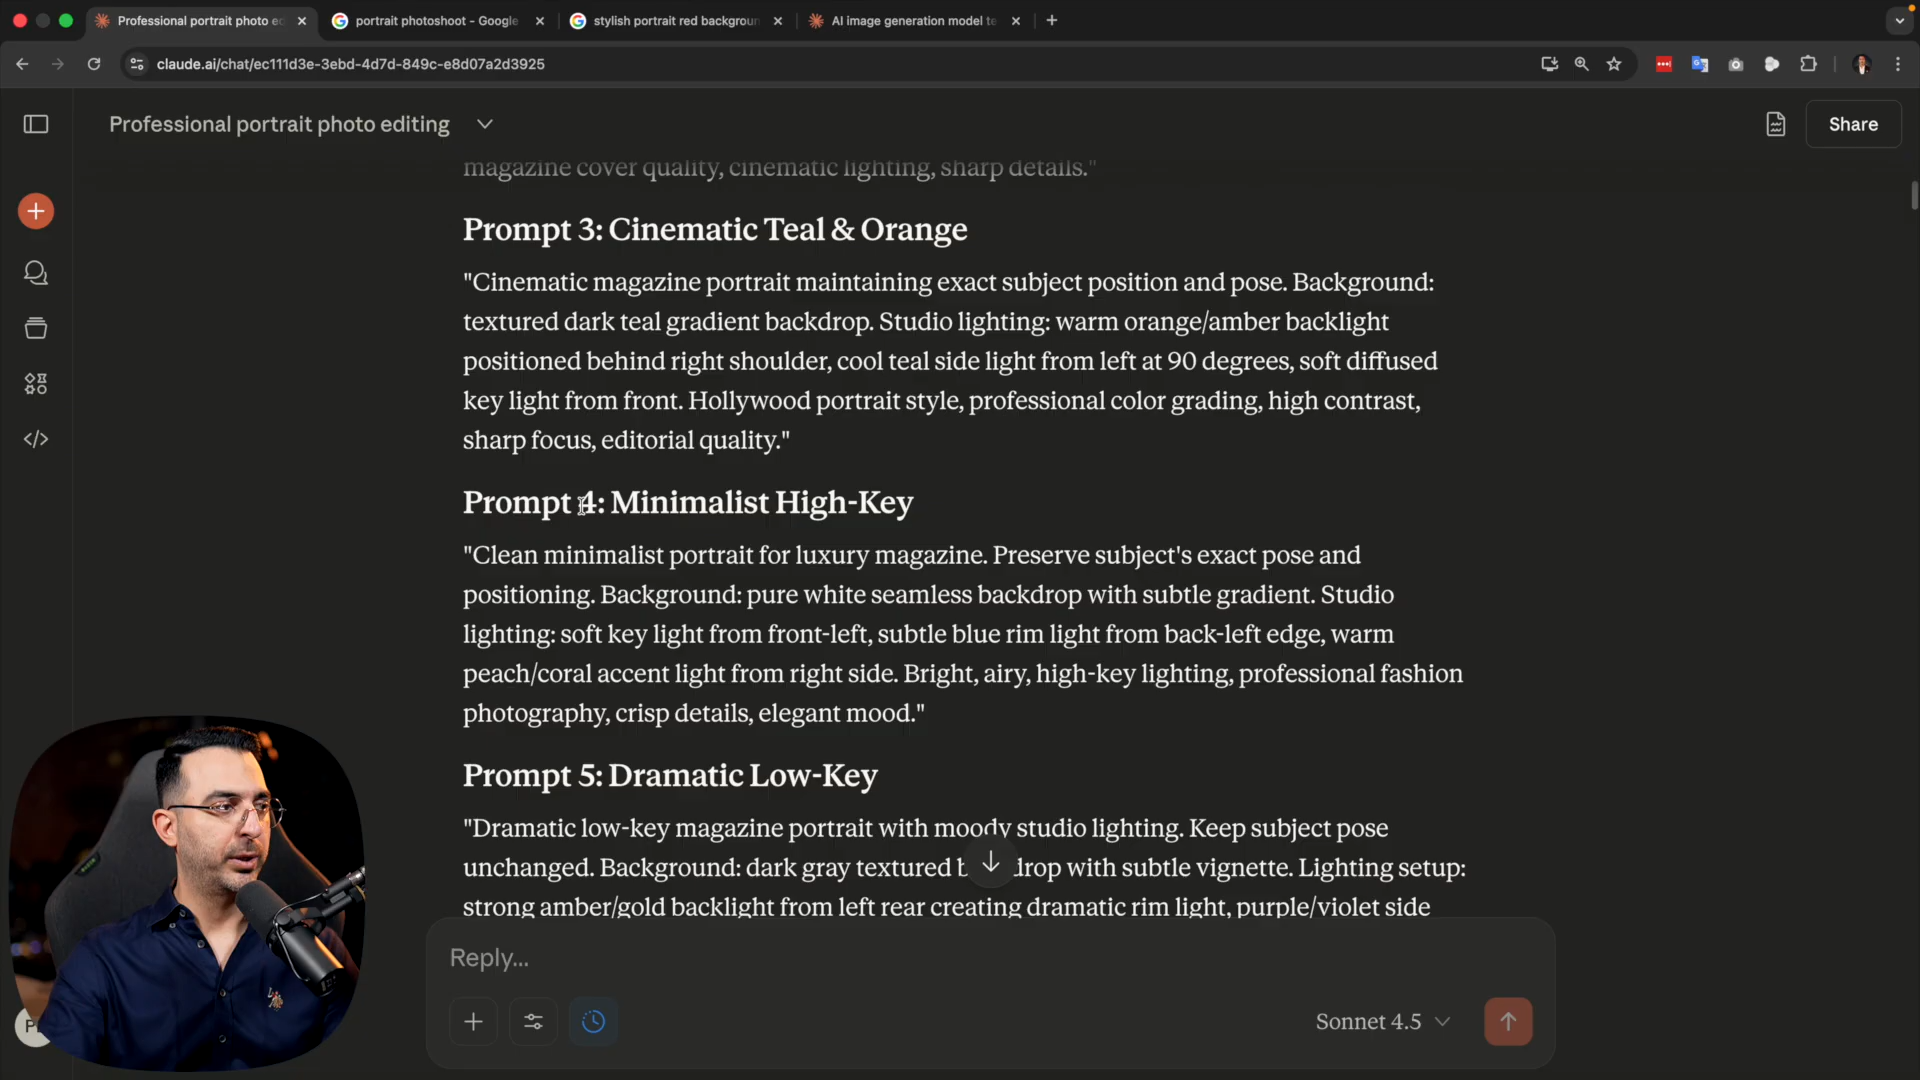 Professional portrait photo ed
portrait photoshoot - Google
stylish portrait red backgroun
AI image generation model te
claude.ai/chat/ec111d3e-3ebd-4d7d-849c-e8d07a2d3925
Professional portrait photo editing
Share
magazine cover quality, cinematic lighting, sharp details."
Prompt 3: Cinematic Teal & Orange
"Cinematic magazine portrait maintaining exact subject position and pose. Background:
textured dark teal gradient backdrop. Studio lighting: warm orange/amber backlight
positioned behind right shoulder, cool teal side light from left at 90 degrees, soft diffused
key light from front. Hollywood portrait style, professional color grading, high contrast,
sharp focus, editorial quality."
Prompt 4: Minimalist High-Key
"Clean minimalist portrait for luxury magazine. Preserve subject's exact pose and
positioning. Background: pure white seamless backdrop with subtle gradient. Studio
lighting: soft key light from front-left, subtle blue rim light from back-left edge, warm
peach/coral accent light from right side. Bright, airy, high-key lighting, professional fashion
photography, crisp details, elegant mood."
Prompt 5: Dramatic Low-Key
"Dramatic low-key magazine portrait with moody studio lighting. Keep subject pose
unchanged. Background: dark gray textured b drop with subtle vignette. Lighting setup:
strong amber/gold backlight from left rear creating dramatic rim light, purple/violet side
Reply...
Sonnet 4.5